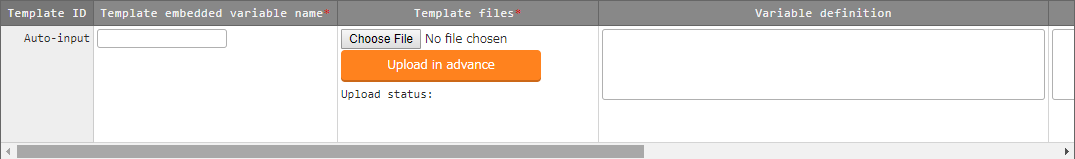 Template ID Template embedded variable name* Template files* Variable definition
Auto-input
Choose File No file chosen
Upload in advance
Upload status: